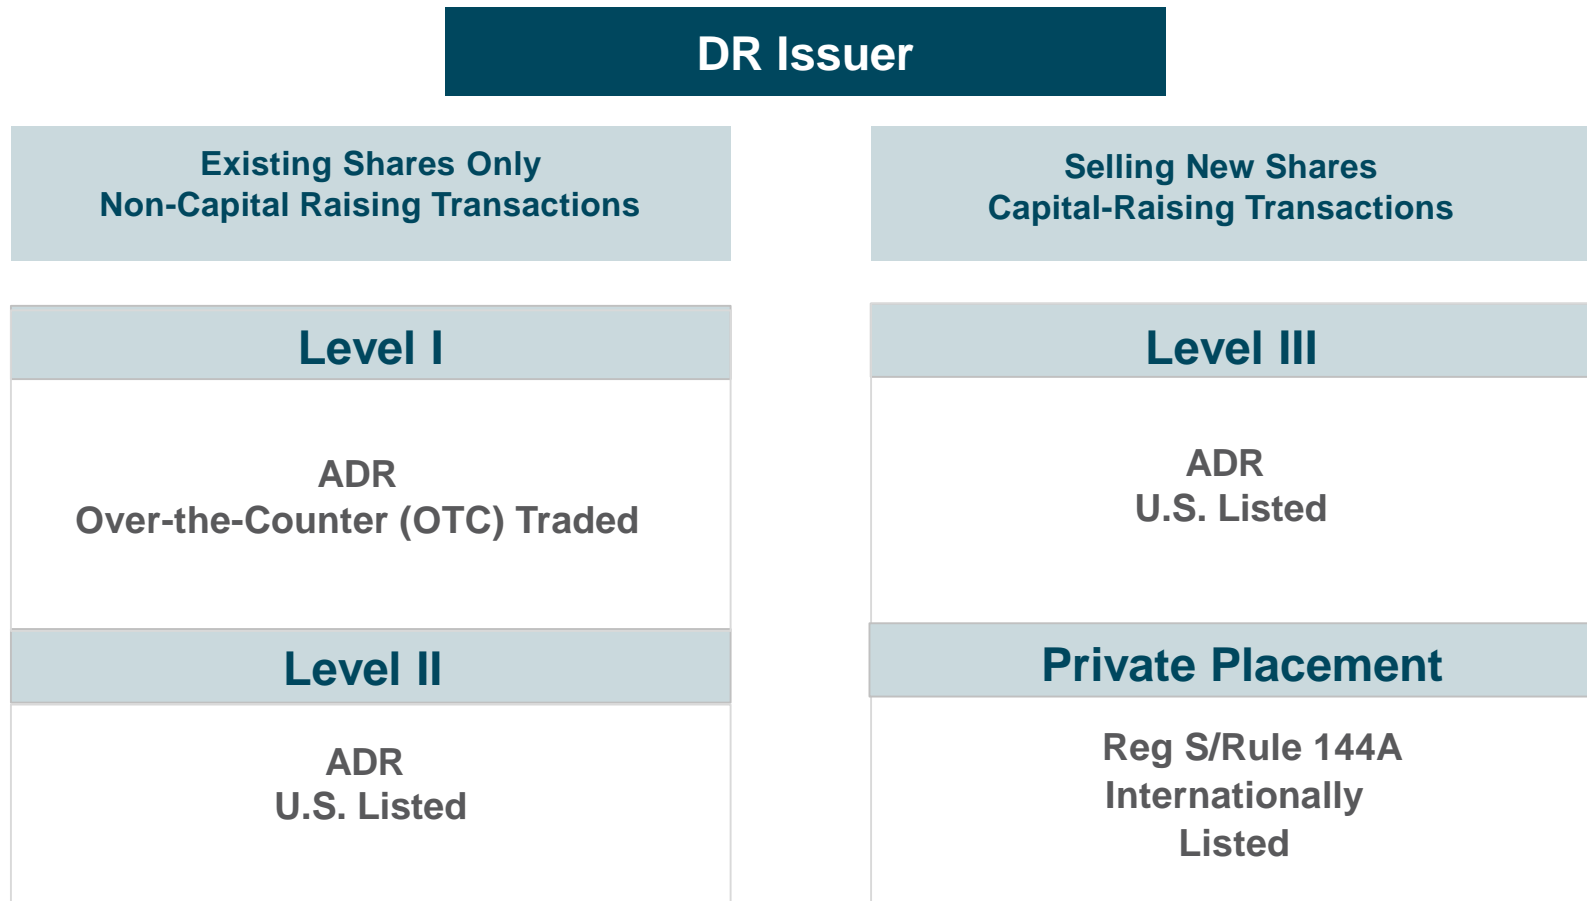 DR Issuer
Existing Shares Only
Non-Capital Raising Transactions
Level I
ADR
Over-the-Counter (OTC) Traded
Level II
ADR
U.S. Listed
Selling New Shares
Capital-Raising Transactions
Level III
ADR
U.S. Listed
Private Placement
Reg S/Rule 144A
Internationally
Listed